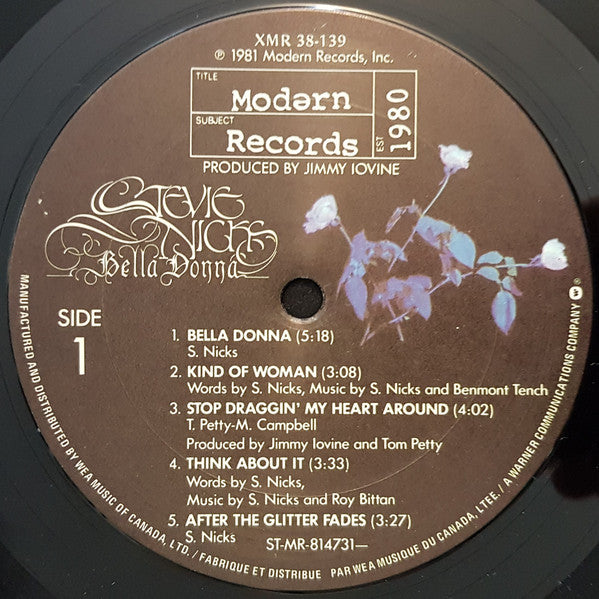 XMR 38-139
℗ 1981 Modern Records, Inc.
TITLE
Modərn
SUBJECT
Records
EST 1980
PRODUCED BY JIMMY IOVINE
STEVIE
NICKS
Bella Donna
SIDE
1
1. BELLA DONNA (5:18)
S. Nicks
2. KIND OF WOMAN (3:08)
Words by S. Nicks, Music by S. Nicks and Benmont Tench
3. STOP DRAGGIN' MY HEART AROUND (4:02)
T. Petty-M. Campbell
Produced by Jimmy Iovine and Tom Petty
4. THINK ABOUT IT (3:33)
Words by S. Nicks,
Music by S. Nicks and Roy Bittan
5. AFTER THE GLITTER FADES (3:27)
S. Nicks
ST-MR-814731—
MANUFACTURED AND DISTRIBUTED BY WEA MUSIC OF CANADA, LTD. / FABRIQUE ET DISTRIBUE PAR WEA MUSIQUE DU CANADA, LTEE. / A WARNER COMMUNICATIONS COMPANY W ®